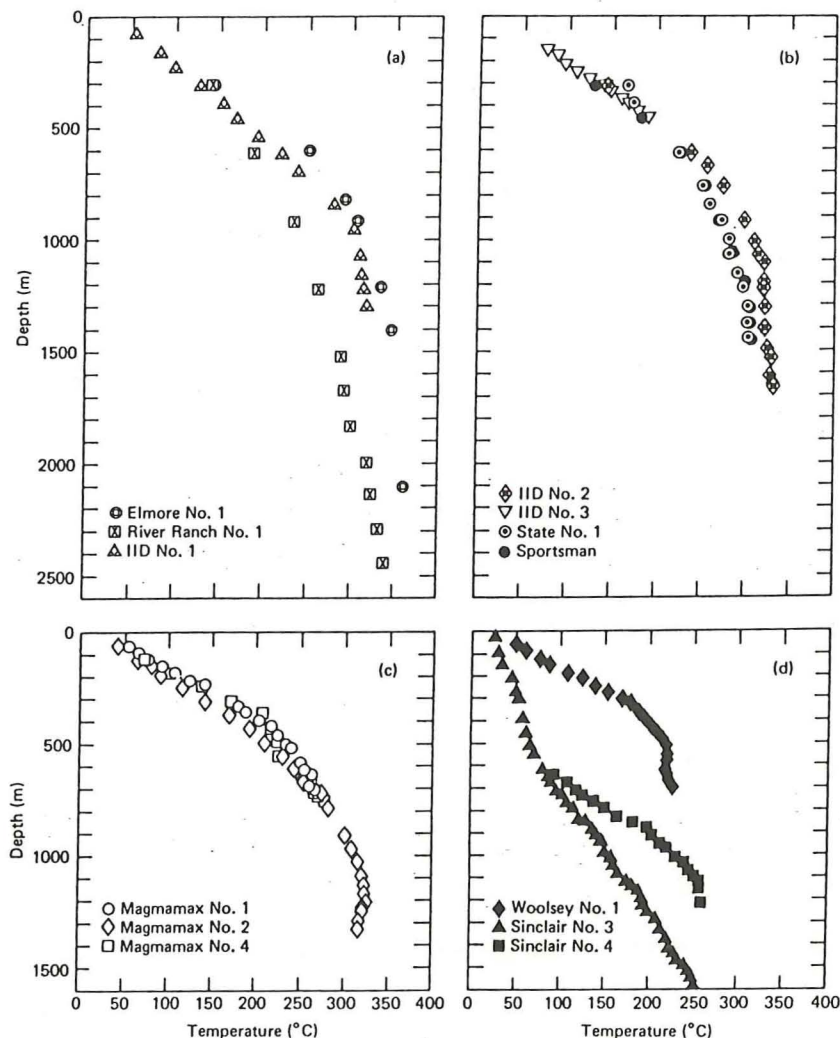 0
500
1000
1500
2000
2500
Depth (m)
(a)
Elmore No. 1
River Ranch No. 1
IID No. 1
(b)
IID No. 2
IID No. 3
State No. 1
Sportsman
0
500
1000
1500
Depth (m)
(c)
Magmamax No. 1
Magmamax No. 2
Magmamax No. 4
0 50 100 150 200 250 300 350 400
Temperature (°C)
(d)
Woolsey No. 1
Sinclair No. 3
Sinclair No. 4
0 50 100 150 200 250 300 350 400
Temperature (°C)